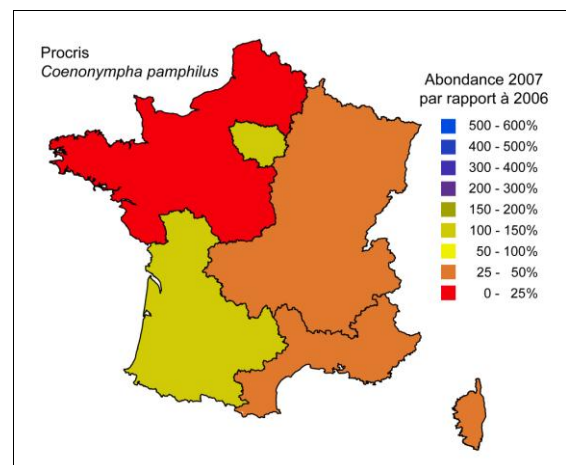 Procris
Coenonympha pamphilus
Abondance 2007
par rapport à 2006
500 - 600%
400 - 500%
300 - 400%
200 - 300%
150 - 200%
100 - 150%
50 - 100%
25 - 50%
0 - 25%